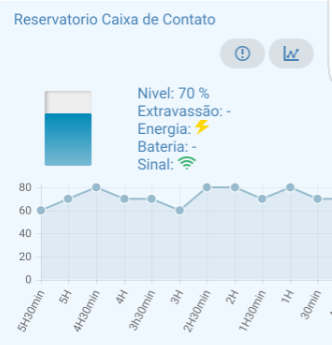 Reservatorio Caixa de Contato
Nivel: 70 %
Extravassão: -
Energia:
Bateria: -
Sinal:
80
60
40
20
0
5H30min
5H
4H30min
4H
3h30min
3H
2H30min
2H
1H30min
1H
30min